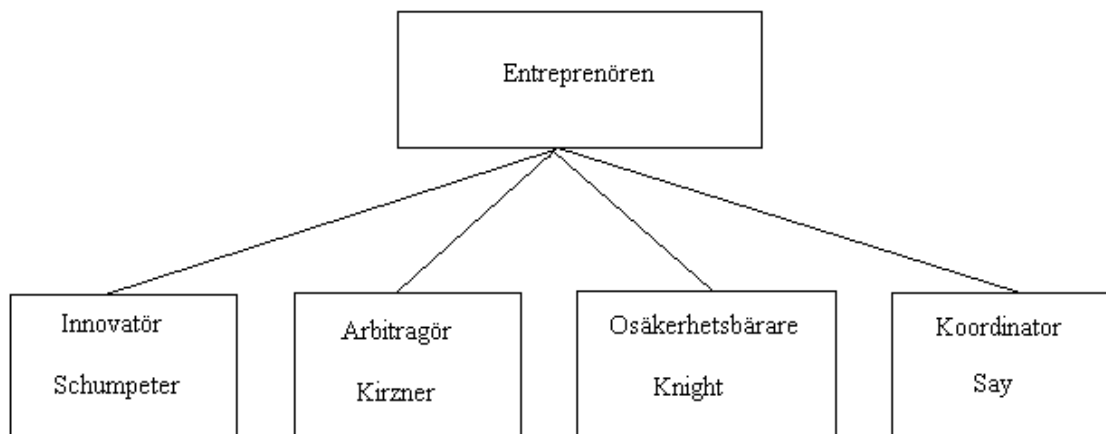 Entreprenören
Innovatör
Schumpeter
Arbitragör
Kirzner
Osäkerhetsbärare
Knight
Koordinator
Say